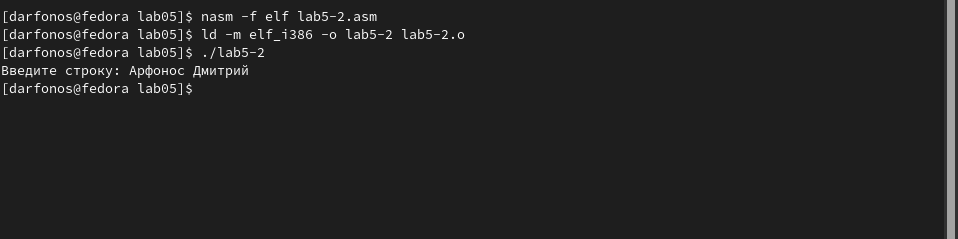 [darfonos@fedora lab05]$ nasm -f elf lab5-2.asm
[darfonos@fedora lab05]$ ld -m elf_i386 -o lab5-2 lab5-2.o
[darfonos@fedora lab05]$ ./lab5-2
Введите строку: Арфонос Дмитрий
[darfonos@fedora lab05]$